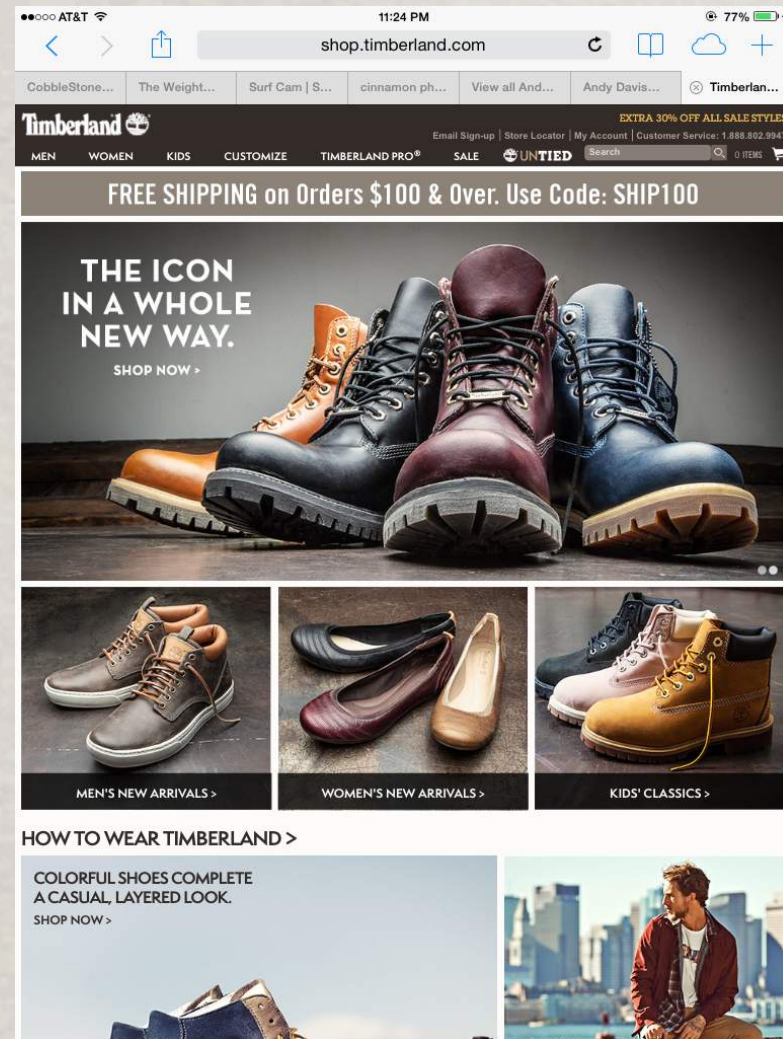 AT&T
11:24 PM
77%
shop.timberland.com
CobbleStone...
The Weight...
Surf Cam | S...
cinnamon ph...
View all And...
Andy Davis...
Timberlan...
Timberland
EXTRA 30% OFF ALL SALE STYLES
Email Sign-up | Store Locator | My Account | Customer Service: 1.888.802.994
MEN WOMEN KIDS CUSTOMIZE TIMBERLAND PRO® SALE UNTIED Search 0 ITEMS
FREE SHIPPING on Orders $100 & Over. Use Code: SHIP100
THE ICON
IN A WHOLE
NEW WAY.
SHOP NOW >
MEN'S NEW ARRIVALS >
WOMEN'S NEW ARRIVALS >
KIDS' CLASSICS >
HOW TO WEAR TIMBERLAND >
COLORFUL SHOES COMPLETE
A CASUAL, LAYERED LOOK.
SHOP NOW >